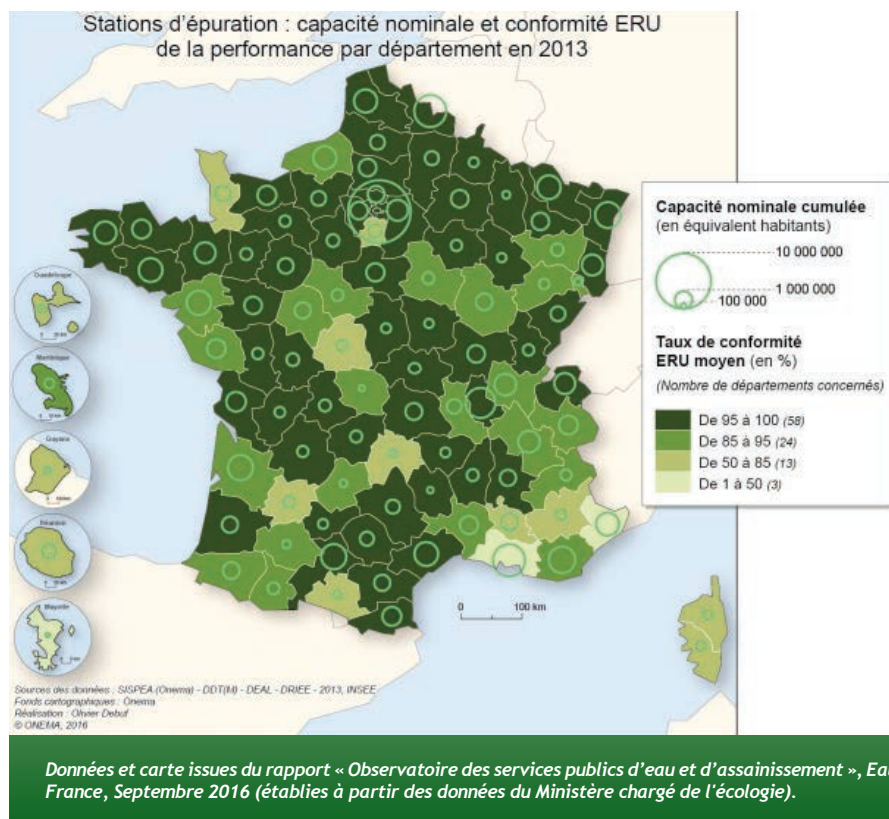 Stations d'épuration : capacité nominale et conformité ERU
de la performance par département en 2013
Capacité nominale cumulée
(en équivalent habitants)
10 000 000
1 000 000
100 000
Taux de conformité
ERU moyen (en %)
(Nombre de départements concernés)
De 95 à 100 (58)
De 85 à 95 (24)
De 50 à 85 (13)
De 1 à 50 (3)
Guadeloupe
Martinique
Guyane
Réunion
Mayotte
0 100 km
Sources des données : SISPEA (Onema) - DDT(M) - DEAL - DRIEE - 2013, INSEE
Fonds cartographiques : Onema
Réalisation : Olivier Debuf
© ONEMA, 2016
Données et carte issues du rapport « Observatoire des services publics d'eau et d'assainissement », Eau
France, Septembre 2016 (établies à partir des données du Ministère chargé de l'écologie).